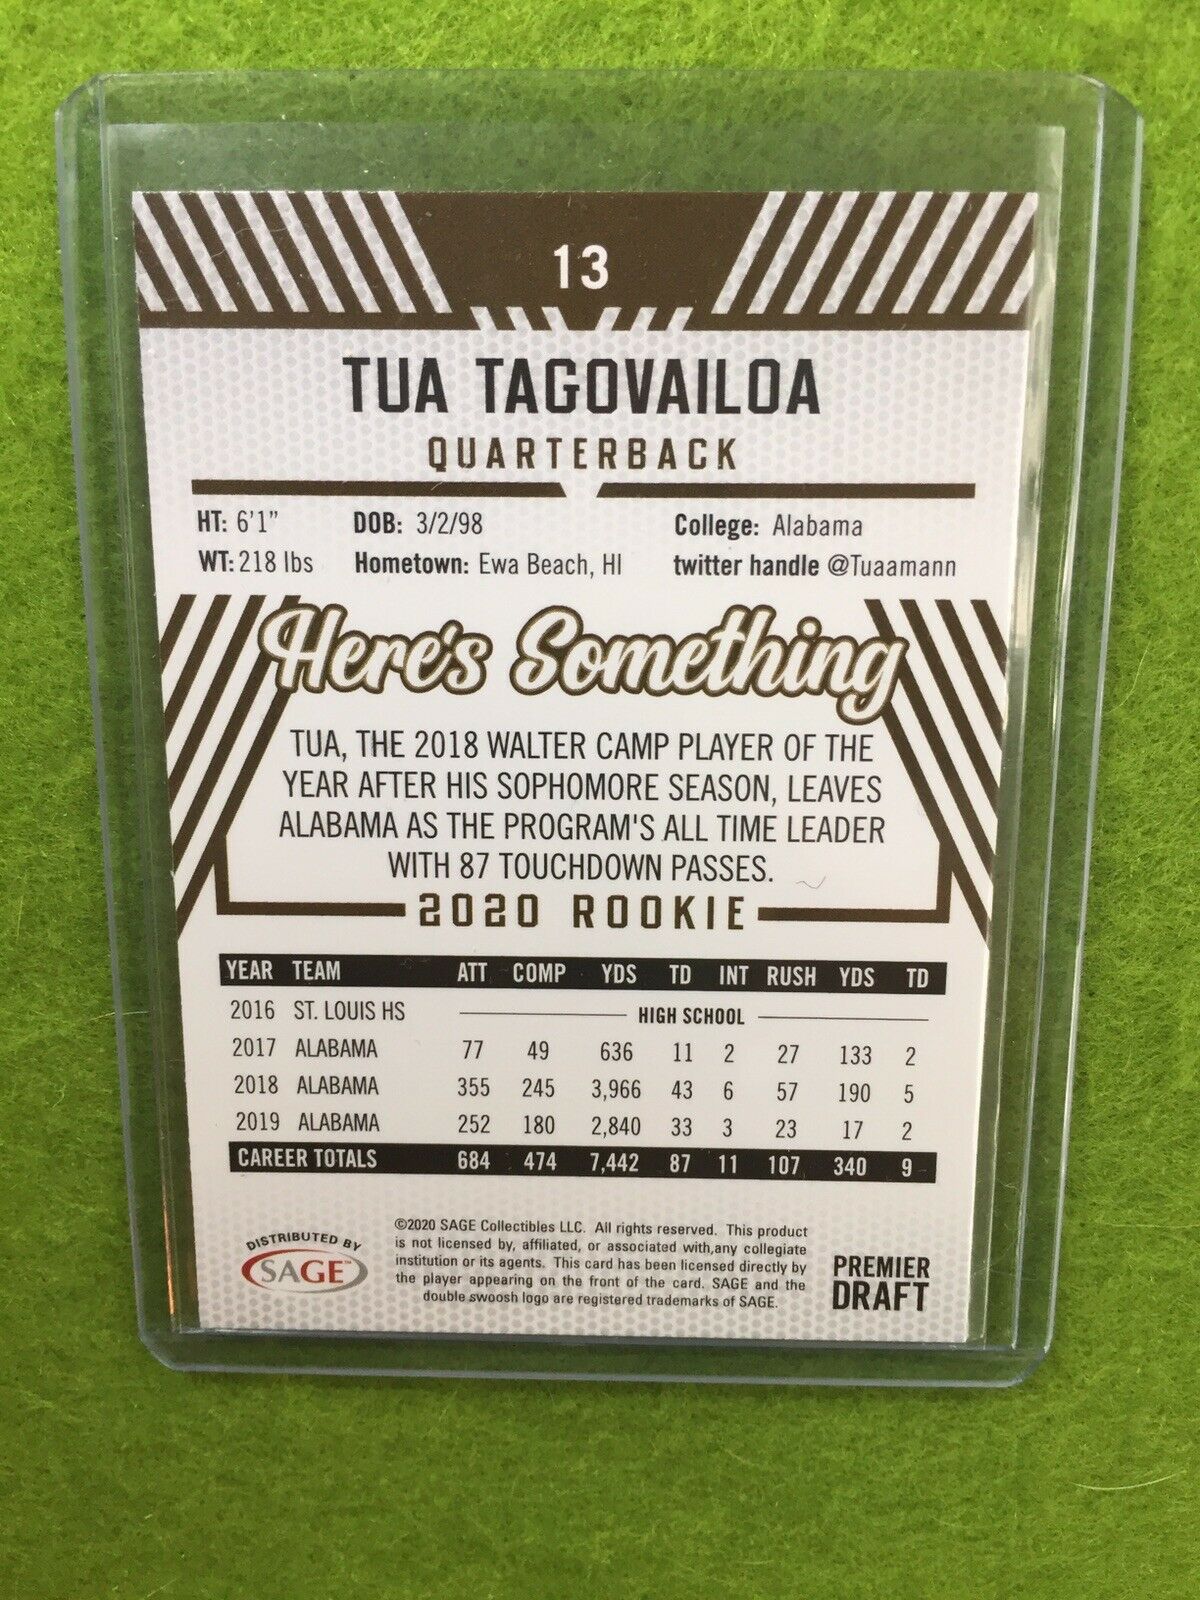 13
TUA TAGOVAILOA
QUARTERBACK
HT: 6'1" DOB: 3/2/98 College: Alabama
WT: 218 lbs Hometown: Ewa Beach, HI twitter handle @Tuaamann
Here's Something
TUA, THE 2018 WALTER CAMP PLAYER OF THE
YEAR AFTER HIS SOPHOMORE SEASON, LEAVES
ALABAMA AS THE PROGRAM'S ALL TIME LEADER
WITH 87 TOUCHDOWN PASSES.
2020 ROOKIE
YEAR TEAM ATT COMP YDS TD INT RUSH YDS TD
2016 ST. LOUIS HS HIGH SCHOOL
2017 ALABAMA 77 49 636 11 2 27 133 2
2018 ALABAMA 355 245 3,966 43 6 57 190 5
2019 ALABAMA 252 180 2,840 33 3 23 17 2
CAREER TOTALS 684 474 7,442 87 11 107 340 9
DISTRIBUTED BY
SAGE™
©2020 SAGE Collectibles LLC. All rights reserved. This product
is not licensed by, affiliated, or associated with,any collegiate
institution or its agents. This card has been licensed directly by
the player appearing on the front of the card. SAGE and the
double swoosh logo are registered trademarks of SAGE.
PREMIER
DRAFT